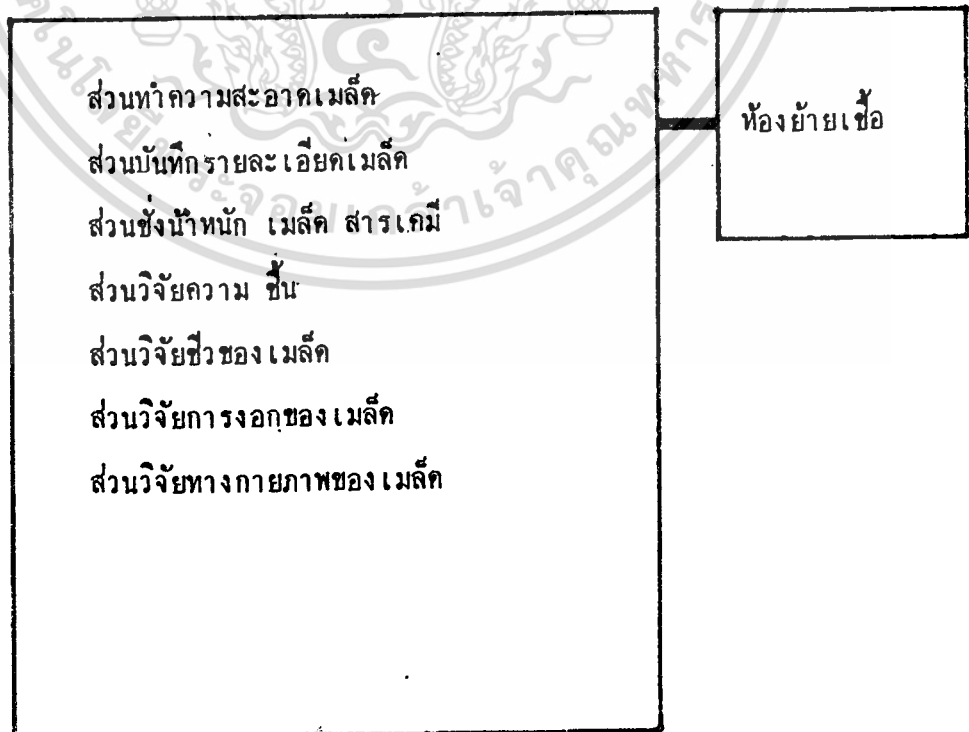 ส่วนทำความสะอาดเมล็ด
ห้องย้ายเชื้อ
ส่วนบันทึกรายละเอียดเมล็ด
ส่วนชั่งน้ำหนัก เมล็ด สารเคมี
ส่วนวิจัยความ ชื้น
ส่วนวิจัยชีวของเมล็ด
ส่วนวิจัยการงอกของเมล็ด
ส่วนวิจัยทางกายภาพของเมล็ด